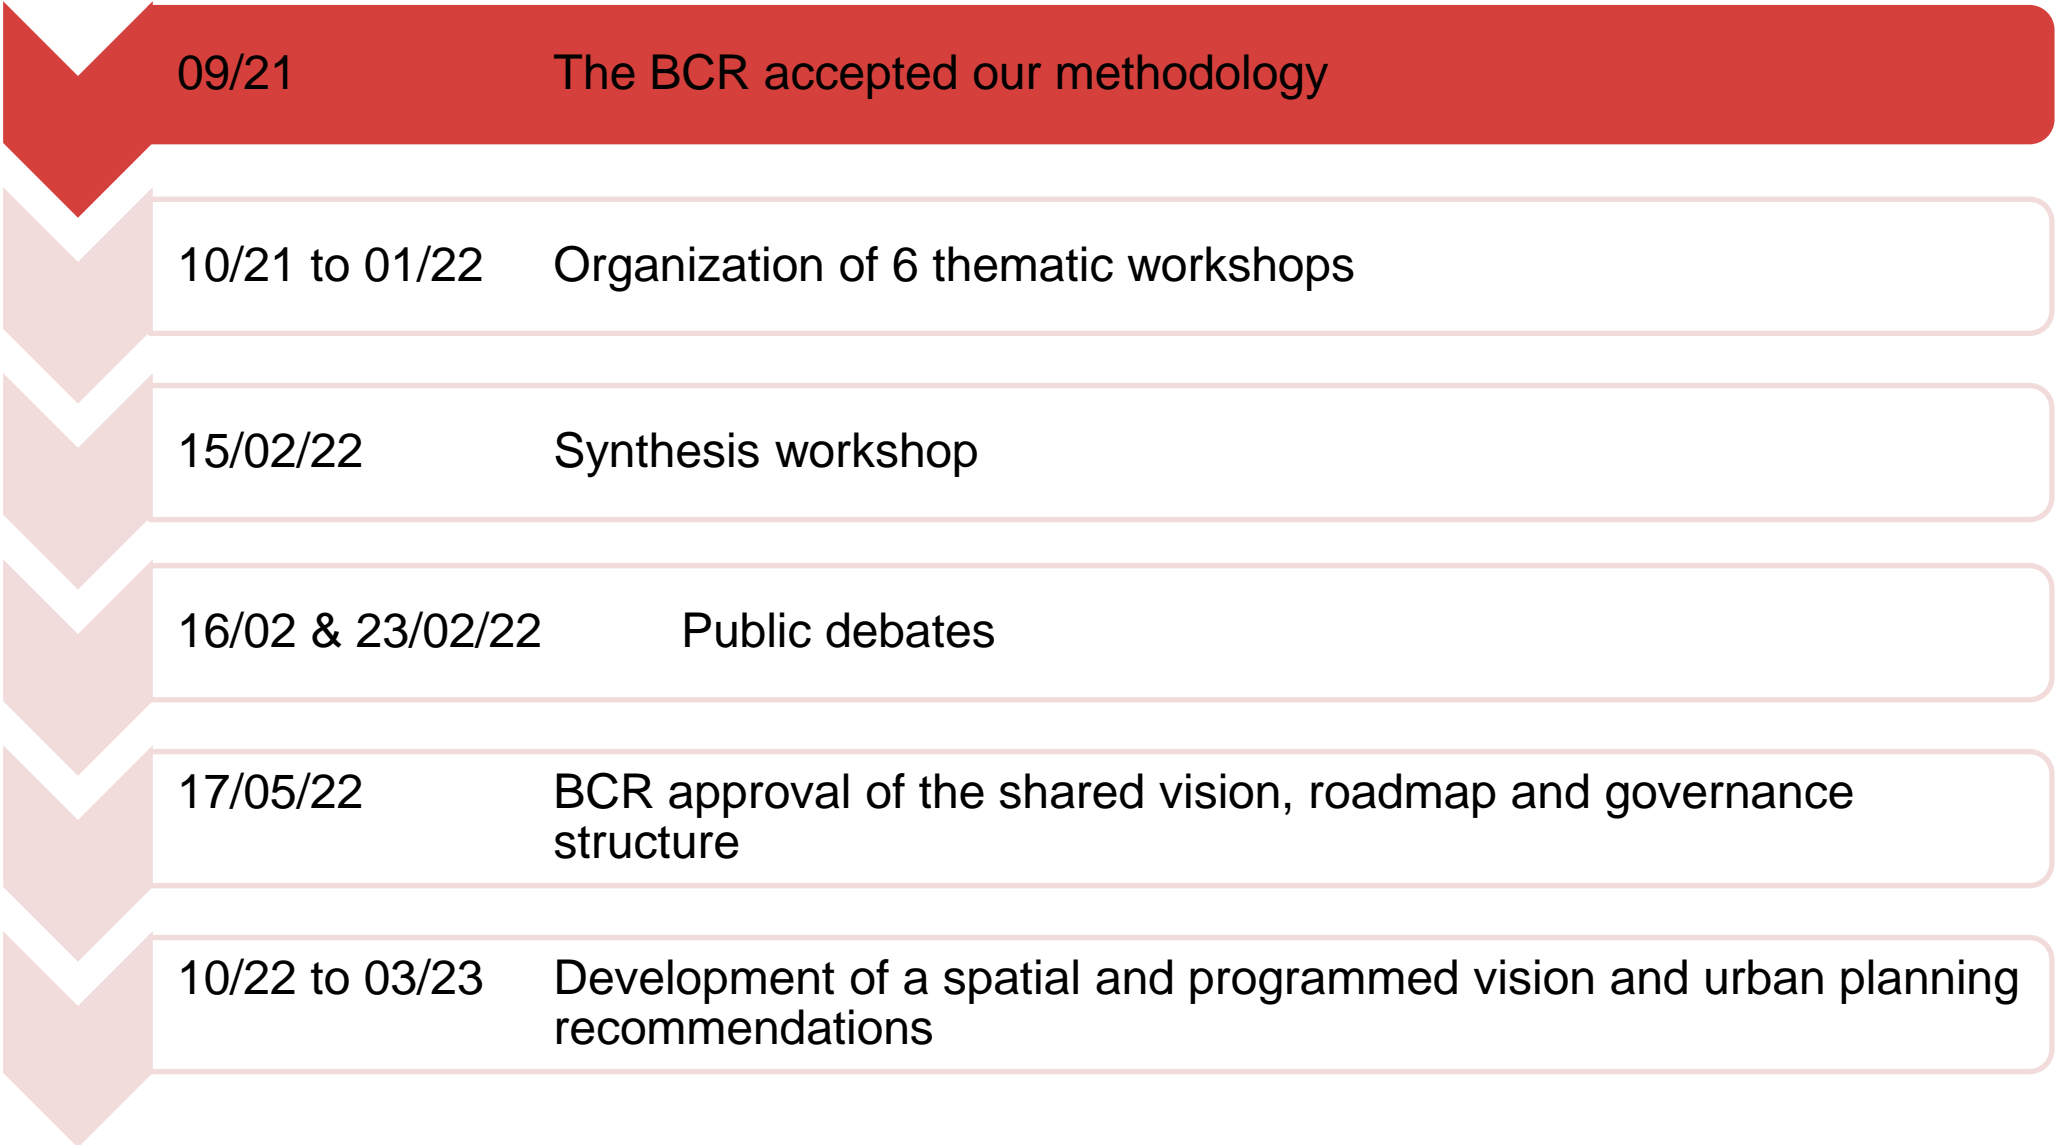 09/21 The BCR accepted our methodology
10/21 to 01/22 Organization of 6 thematic workshops
15/02/22 Synthesis workshop
16/02 & 23/02/22 Public debates
17/05/22 BCR approval of the shared vision, roadmap and governance
structure
10/22 to 03/23 Development of a spatial and programmed vision and urban planning
recommendations